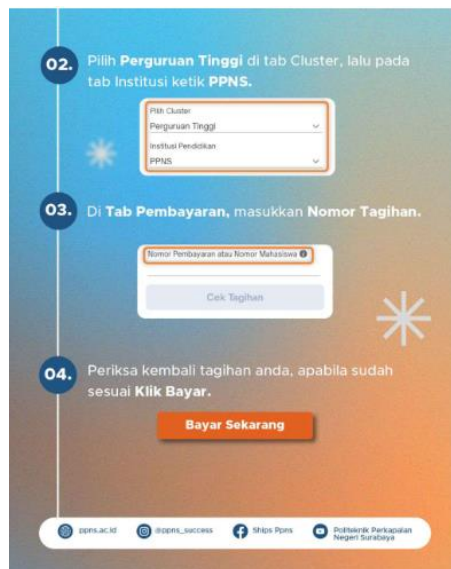 02.
Pilih Perguruan Tinggi di tab Cluster, lalu pada
tab Institusi ketik PPNS.
Pilih Cluster
Perguruan Tinggi
Institusi Pendidikan
PPNS
03.
Di Tab Pembayaran, masukkan Nomor Tagihan.
Nomor Pembayaran atau Nomor Mahasiswa
Cek Tagihan
04.
Periksa kembali tagihan anda, apabila sudah
sesuai Klik Bayar.
Bayar Sekarang
ppns.ac.id
@ppns_success
Ships Ppns
Politeknik Perkapalan
Negeri Surabaya